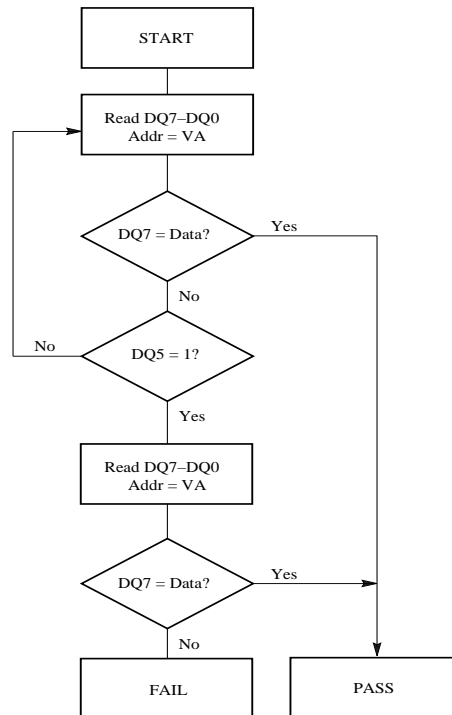 START
Read DQ7–DQ0
Addr = VA
DQ7 = Data?
Yes
No
No
DQ5 = 1?
Yes
Read DQ7–DQ0
Addr = VA
DQ7 = Data?
Yes
No
FAIL
PASS